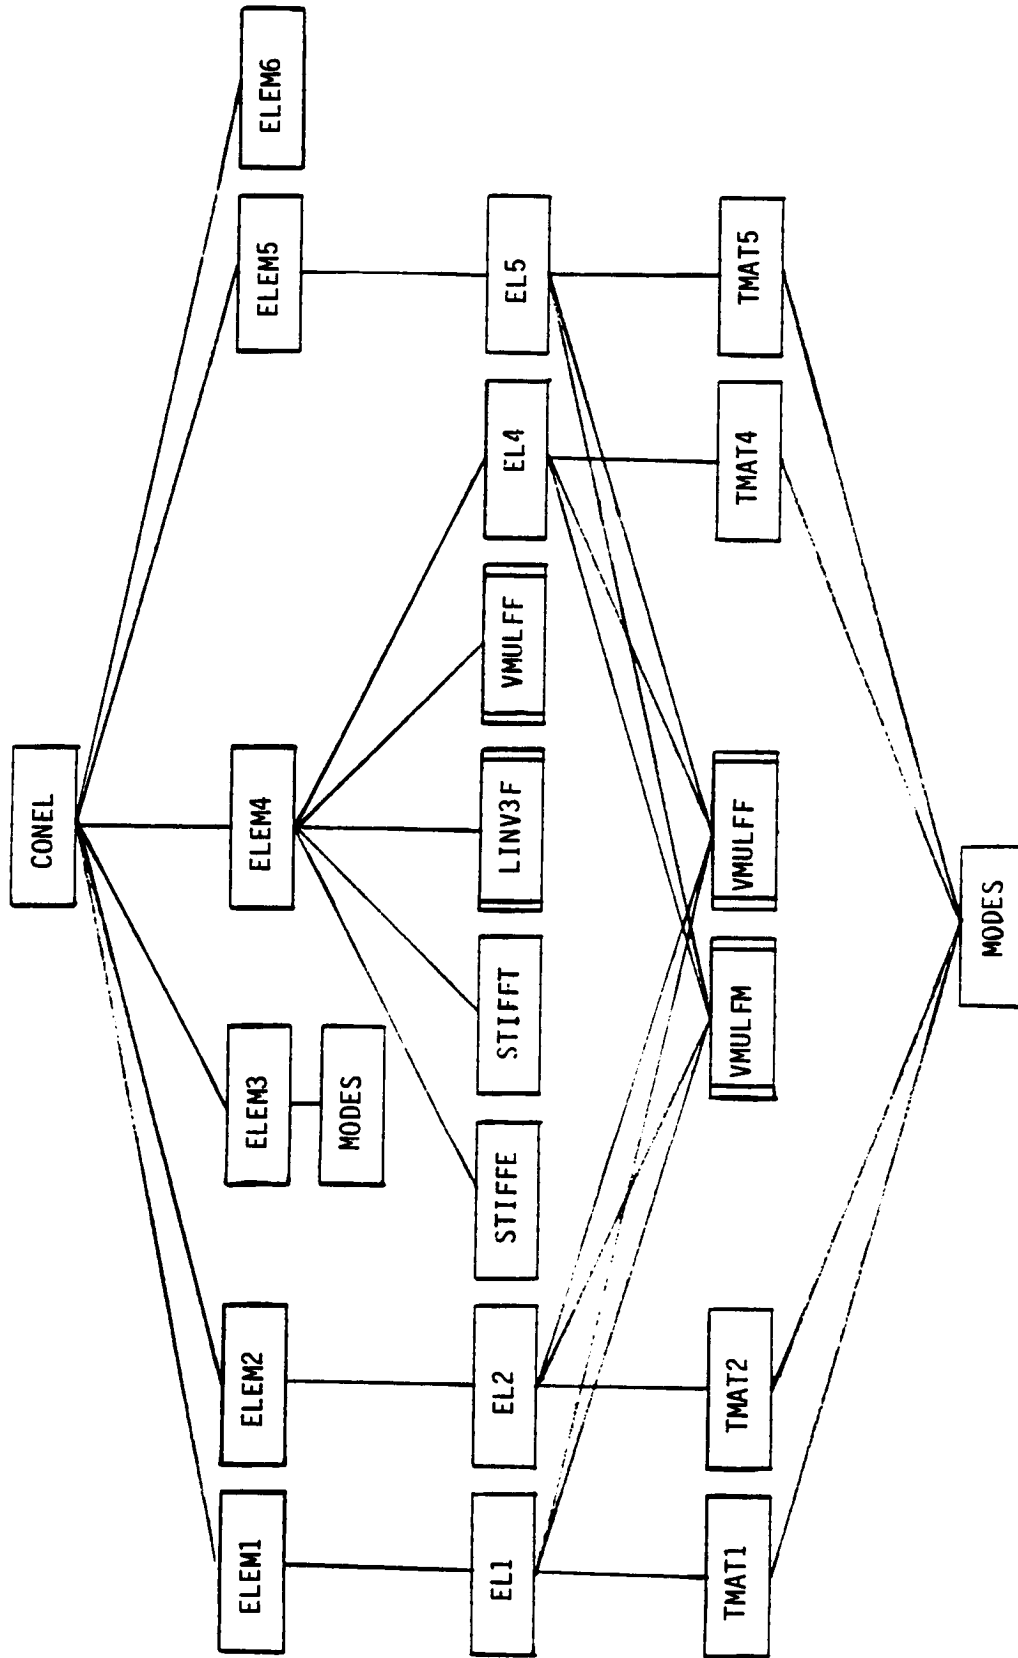 CONEL
ELEM1
ELEM2
ELEM3
ELEM4
ELEM5
ELEM6
MODES
EL1
EL2
STIFFE
STIFFT
LINV3F
VMULFF
EL4
EL5
TMAT1
TMAT2
VMULFM
VMULFF
TMAT4
TMAT5
MODES